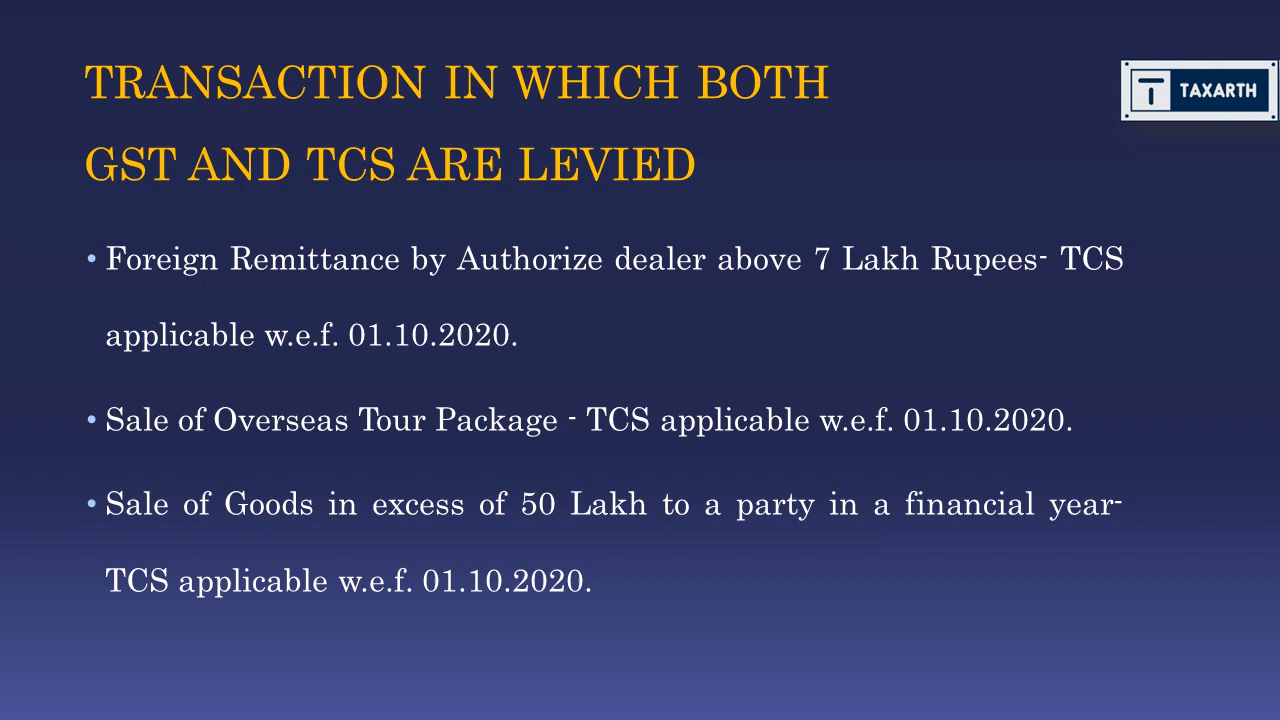 TRANSACTION IN WHICH BOTH
GST AND TCS ARE LEVIED
TAXARTH
• Foreign Remittance by Authorize dealer above 7 Lakh Rupees- TCS
applicable w.e.f. 01.10.2020.
• Sale of Overseas Tour Package - TCS applicable w.e.f. 01.10.2020.
• Sale of Goods in excess of 50 Lakh to a party in a financial year-
TCS applicable w.e.f. 01.10.2020.